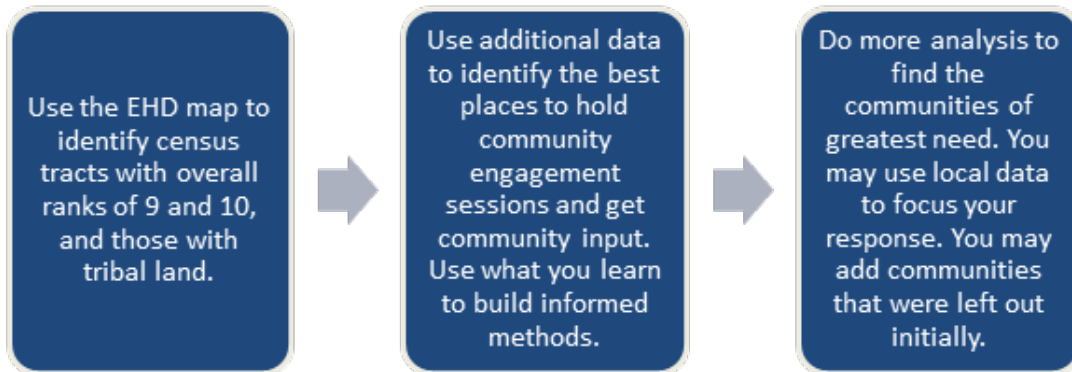 Use the EHD map to
identify census
tracts with overall
ranks of 9 and 10,
and those with
tribal land.
Use additional data
to identify the best
places to hold
community
engagement
sessions and get
community input.
Use what you learn
to build informed
methods.
Do more analysis to
find the
communities of
greatest need. You
may use local data
to focus your
response. You may
add communities
that were left out
initially.